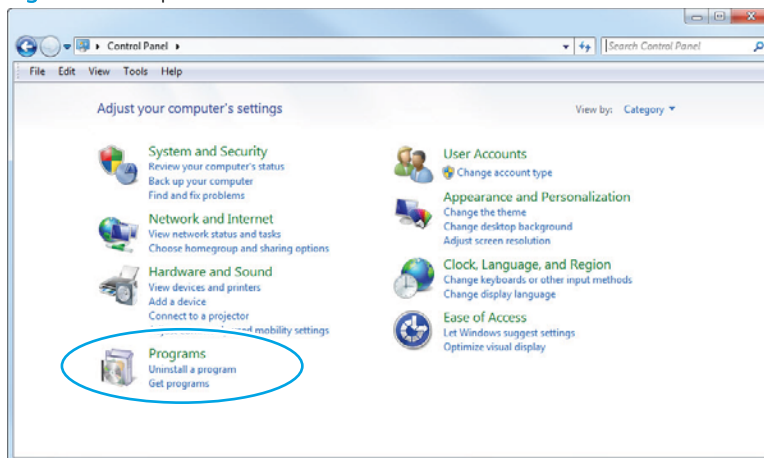 Control Panel
Search Control Panel
File Edit View Tools Help
Adjust your computer's settings
View by: Category
System and Security
Review your computer's status
Back up your computer
Find and fix problems
Network and Internet
View network status and tasks
Choose homegroup and sharing options
Hardware and Sound
View devices and printers
Add a device
Connect to a projector
mobility settings
Programs
Uninstall a program
Get programs
User Accounts
Change account type
Appearance and Personalization
Change the theme
Change desktop background
Adjust screen resolution
Clock, Language, and Region
Change keyboards or other input methods
Change display language
Ease of Access
Let Windows suggest settings
Optimize visual display